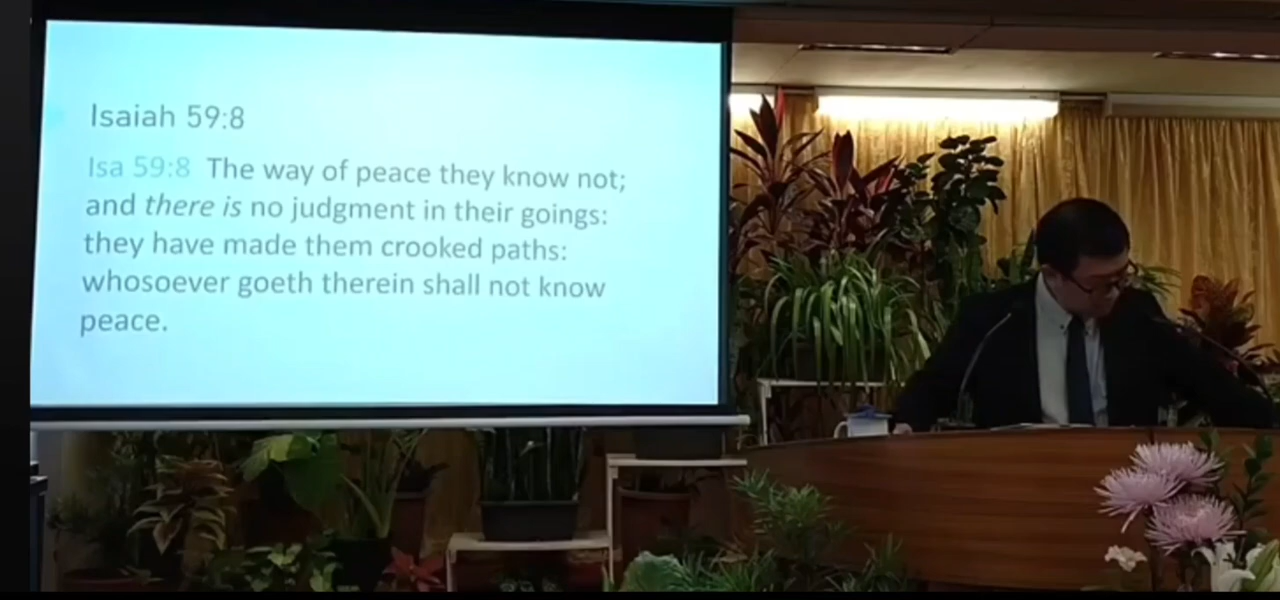 Isaiah 59:8
Isa 59:8 The way of peace they know not;
and there is no judgment in their goings:
they have made them crooked paths:
whosoever goeth therein shall not know
peace.